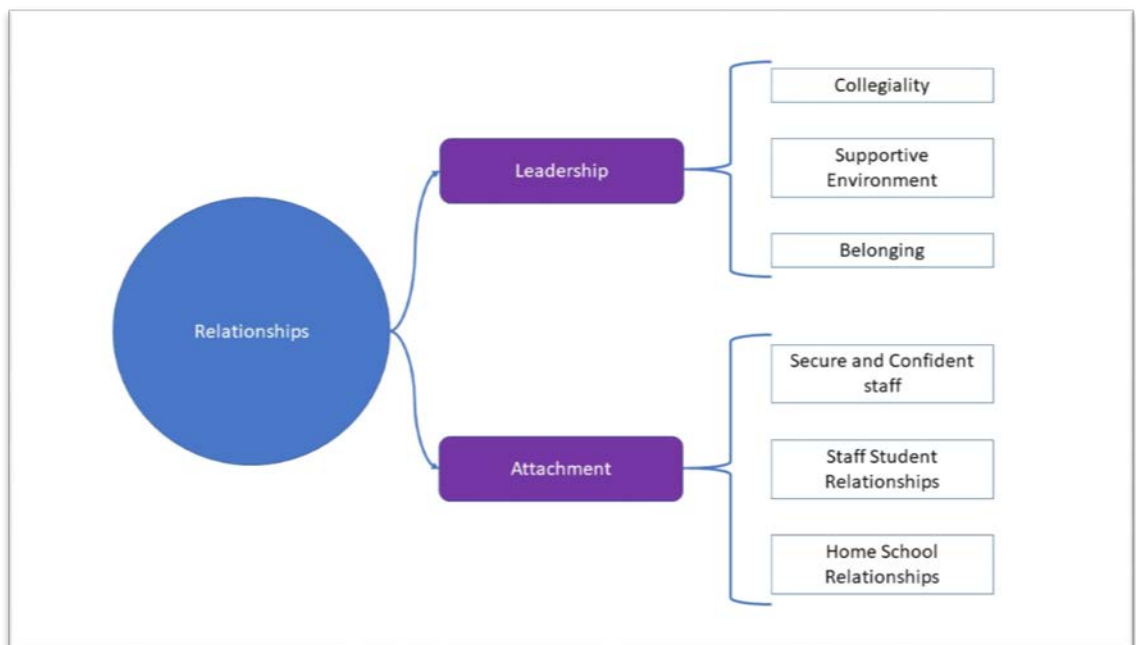 Relationships
Leadership
Collegiality
Supportive
Environment
Belonging
Attachment
Secure and Confident
staff
Staff Student
Relationships
Home School
Relationships